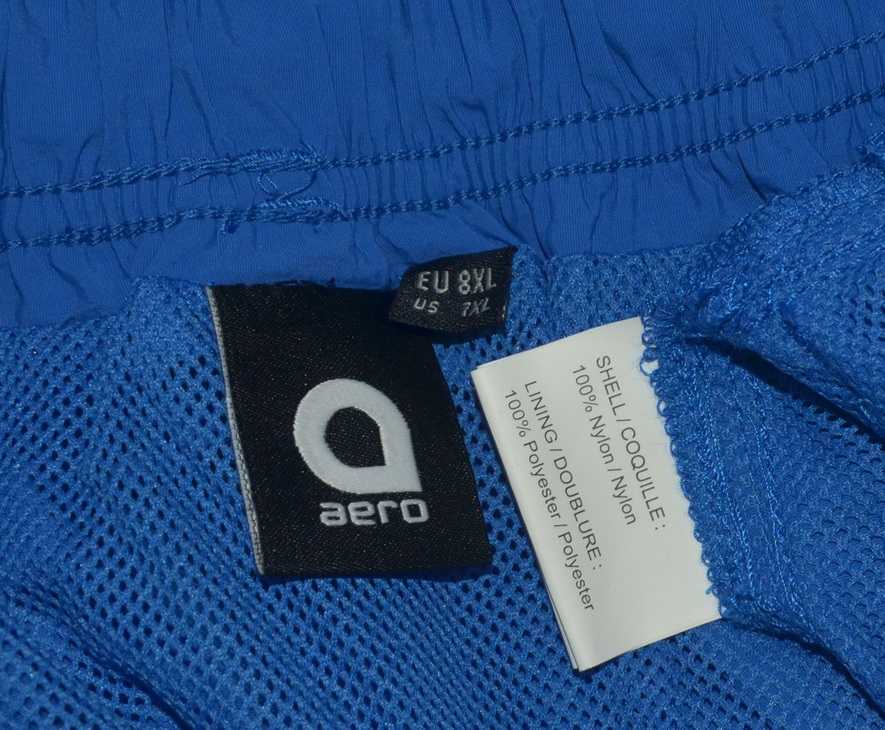 EU 8XL
US 7XL
aero
SHELL / COQUILLE :
100% Nylon / Nylon
LINING / DOUBLURE :
100% Polyester / Polyester